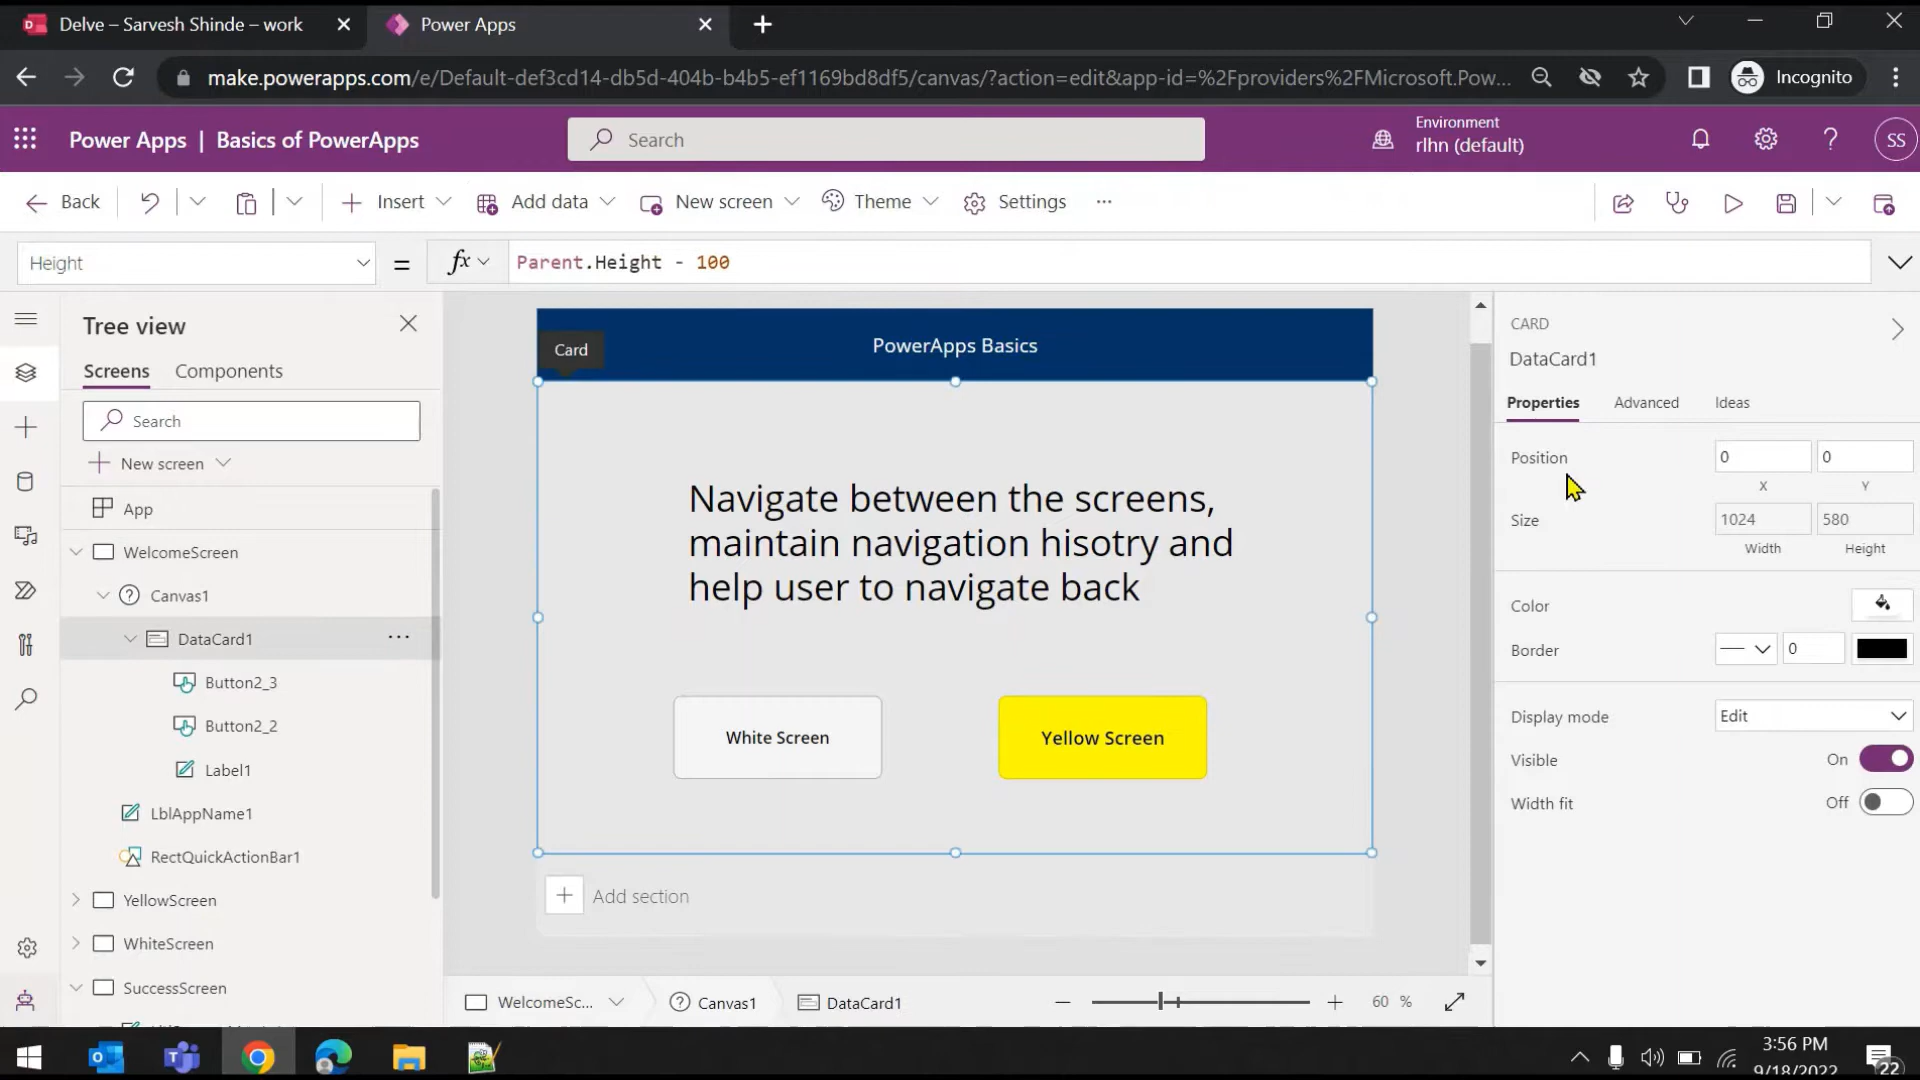 Delve – Sarvesh Shinde – work
Power Apps
make.powerapps.com/e/Default-def3cd14-db5d-404b-b4b5-ef1169bd8df5/canvas/?action=edit&app-id=%2Fproviders%2FMicrosoft.Pow...
Incognito
Power Apps | Basics of PowerApps
Search
Environment
rlhn (default)
SS
Back
Insert
Add data
New screen
Theme
Settings
Height
=
fx
Parent.Height - 100
Tree view
Screens
Components
Search
New screen
App
WelcomeScreen
Canvas1
DataCard1
Button2_3
Button2_2
Label1
LblAppName1
RectQuickActionBar1
YellowScreen
WhiteScreen
SuccessScreen
Card
PowerApps Basics
Navigate between the screens,
maintain navigation hisotry and
help user to navigate back
White Screen
Yellow Screen
Add section
WelcomeSc...
Canvas1
DataCard1
60 %
CARD
DataCard1
Properties
Advanced
Ideas
Position
0
0
X
Y
Size
1024
580
Width
Height
Color
Border
0
Display mode
Edit
Visible
On
Width fit
Off
3:56 PM
9/18/2022
22